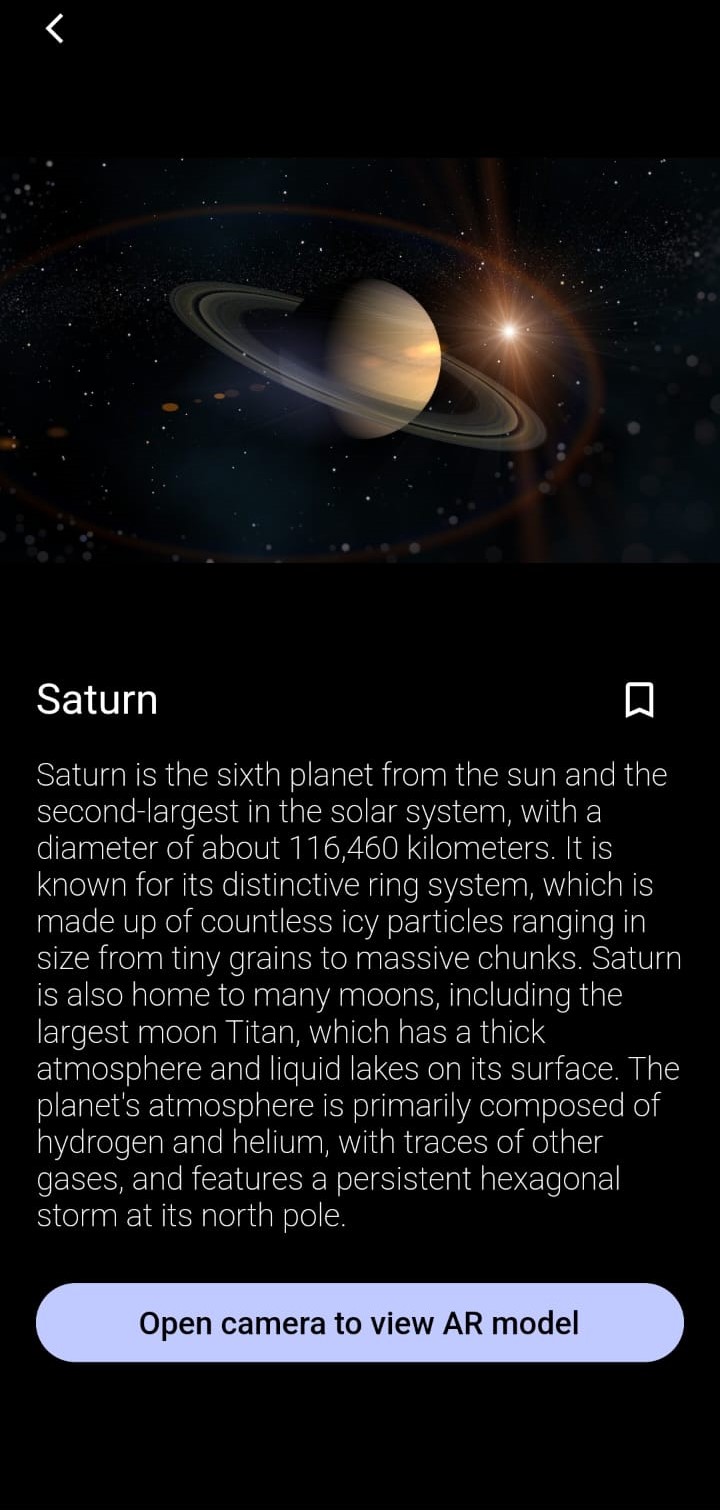 Saturn
Saturn is the sixth planet from the sun and the
second-largest in the solar system, with a
diameter of about 116,460 kilometers. It is
known for its distinctive ring system, which is
made up of countless icy particles ranging in
size from tiny grains to massive chunks. Saturn
is also home to many moons, including the
largest moon Titan, which has a thick
atmosphere and liquid lakes on its surface. The
planet's atmosphere is primarily composed of
hydrogen and helium, with traces of other
gases, and features a persistent hexagonal
storm at its north pole.
Open camera to view AR model